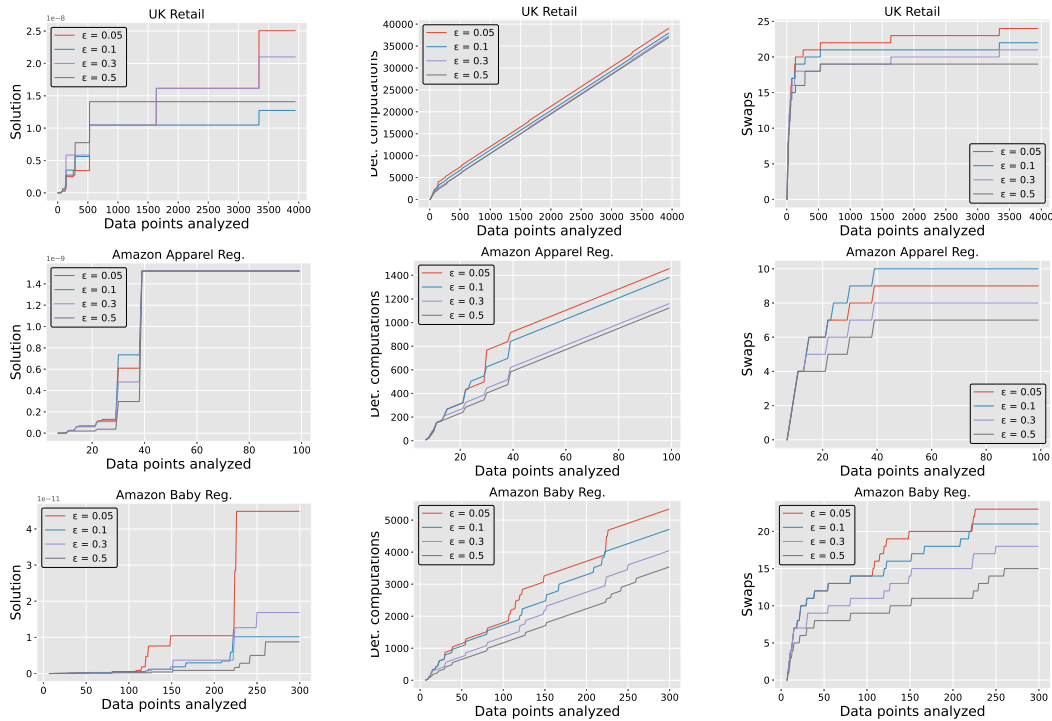 UK Retail
1e−8
Solution
2.5
2.0
1.5
1.0
0.5
0.0
ε = 0.05
ε = 0.1
ε = 0.3
ε = 0.5
0 500 1000 1500 2000 2500 3000 3500 4000
Data points analyzed
UK Retail
Det. computations
40000
35000
30000
25000
20000
15000
10000
5000
0
ε = 0.05
ε = 0.1
ε = 0.3
ε = 0.5
0 500 1000 1500 2000 2500 3000 3500 4000
Data points analyzed
UK Retail
Swaps
25
20
15
10
5
0
ε = 0.05
ε = 0.1
ε = 0.3
ε = 0.5
0 500 1000 1500 2000 2500 3000 3500 4000
Data points analyzed
Amazon Apparel Reg.
1e−9
Solution
1.4
1.2
1.0
0.8
0.6
0.4
0.2
0.0
ε = 0.05
ε = 0.1
ε = 0.3
ε = 0.5
20 40 60 80 100
Data points analyzed
Amazon Apparel Reg.
Det. computations
1400
1200
1000
800
600
400
200
0
ε = 0.05
ε = 0.1
ε = 0.3
ε = 0.5
20 40 60 80 100
Data points analyzed
Amazon Apparel Reg.
Swaps
10
8
6
4
2
0
ε = 0.05
ε = 0.1
ε = 0.3
ε = 0.5
20 40 60 80 100
Data points analyzed
Amazon Baby Reg.
1e−11
Solution
4
3
2
1
0
ε = 0.05
ε = 0.1
ε = 0.3
ε = 0.5
0 50 100 150 200 250 300
Data points analyzed
Amazon Baby Reg.
Det. computations
5000
4000
3000
2000
1000
0
ε = 0.05
ε = 0.1
ε = 0.3
ε = 0.5
0 50 100 150 200 250 300
Data points analyzed
Amazon Baby Reg.
Swaps
20
15
10
5
0
ε = 0.05
ε = 0.1
ε = 0.3
ε = 0.5
0 50 100 150 200 250 300
Data points analyzed